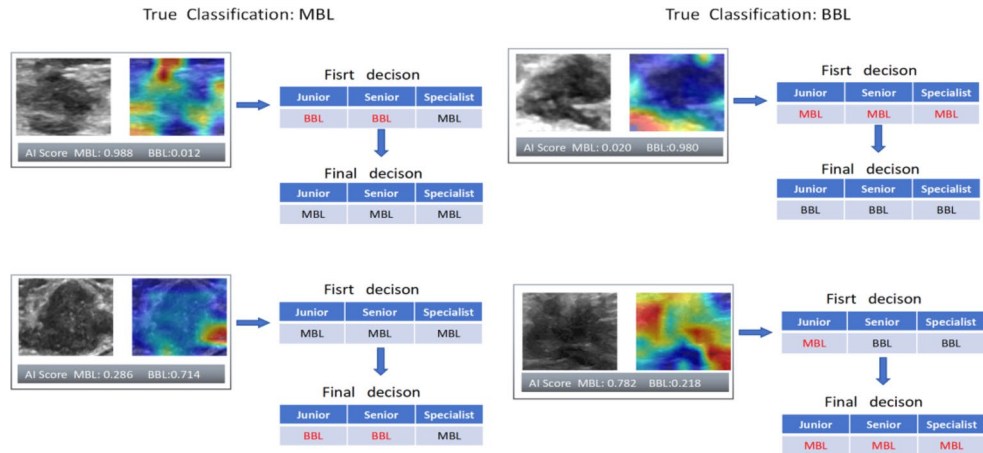 True Classification: MBL
Fisrt decison
Junior Senior Specialist
BBL BBL MBL
AI Score MBL: 0.988 BBL:0.012
Final decison
Junior Senior Specialist
MBL MBL MBL
Fisrt decison
Junior Senior Specialist
MBL MBL MBL
AI Score MBL: 0.286 BBL:0.714
Final decison
Junior Senior Specialist
BBL BBL MBL
True Classification: BBL
Fisrt decison
Junior Senior Specialist
MBL MBL MBL
AI Score MBL: 0.020 BBL:0.980
Final decison
Junior Senior Specialist
BBL BBL BBL
Fisrt decison
Junior Senior Specialist
MBL BBL BBL
AI Score MBL: 0.782 BBL:0.218
Final decison
Junior Senior Specialist
MBL MBL MBL